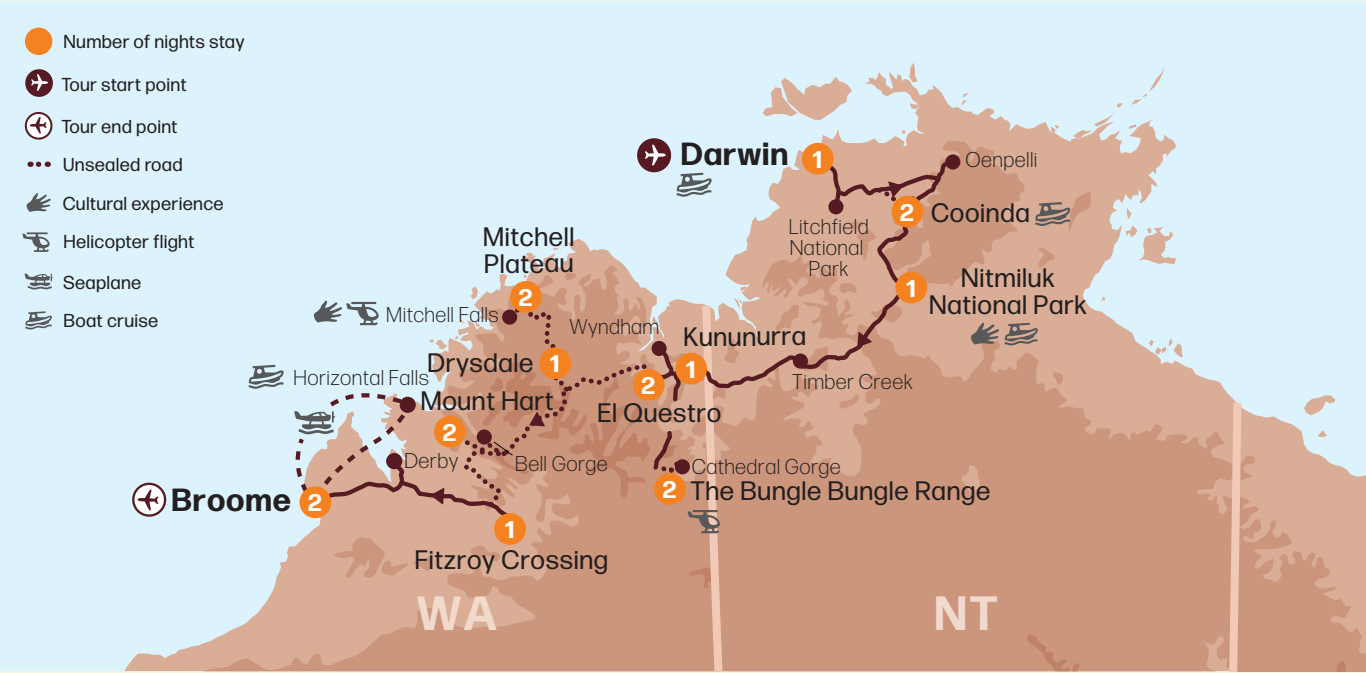 Number of nights stay
Tour start point
Tour end point
Unsealed road
Cultural experience
Helicopter flight
Seaplane
Boat cruise
Darwin
1
Oenpelli
2
Cooinda
Litchfield
National
Park
1
Nitmiluk
National Park
Mitchell
Plateau
2
Mitchell Falls
Wyndham
Kununurra
1
Drysdale
1
Timber Creek
2
El Questro
Horizontal Falls
Mount Hart
2
Bell Gorge
Derby
Cathedral Gorge
2
The Bungle Bungle Range
Broome
2
1
Fitzroy Crossing
WA
NT